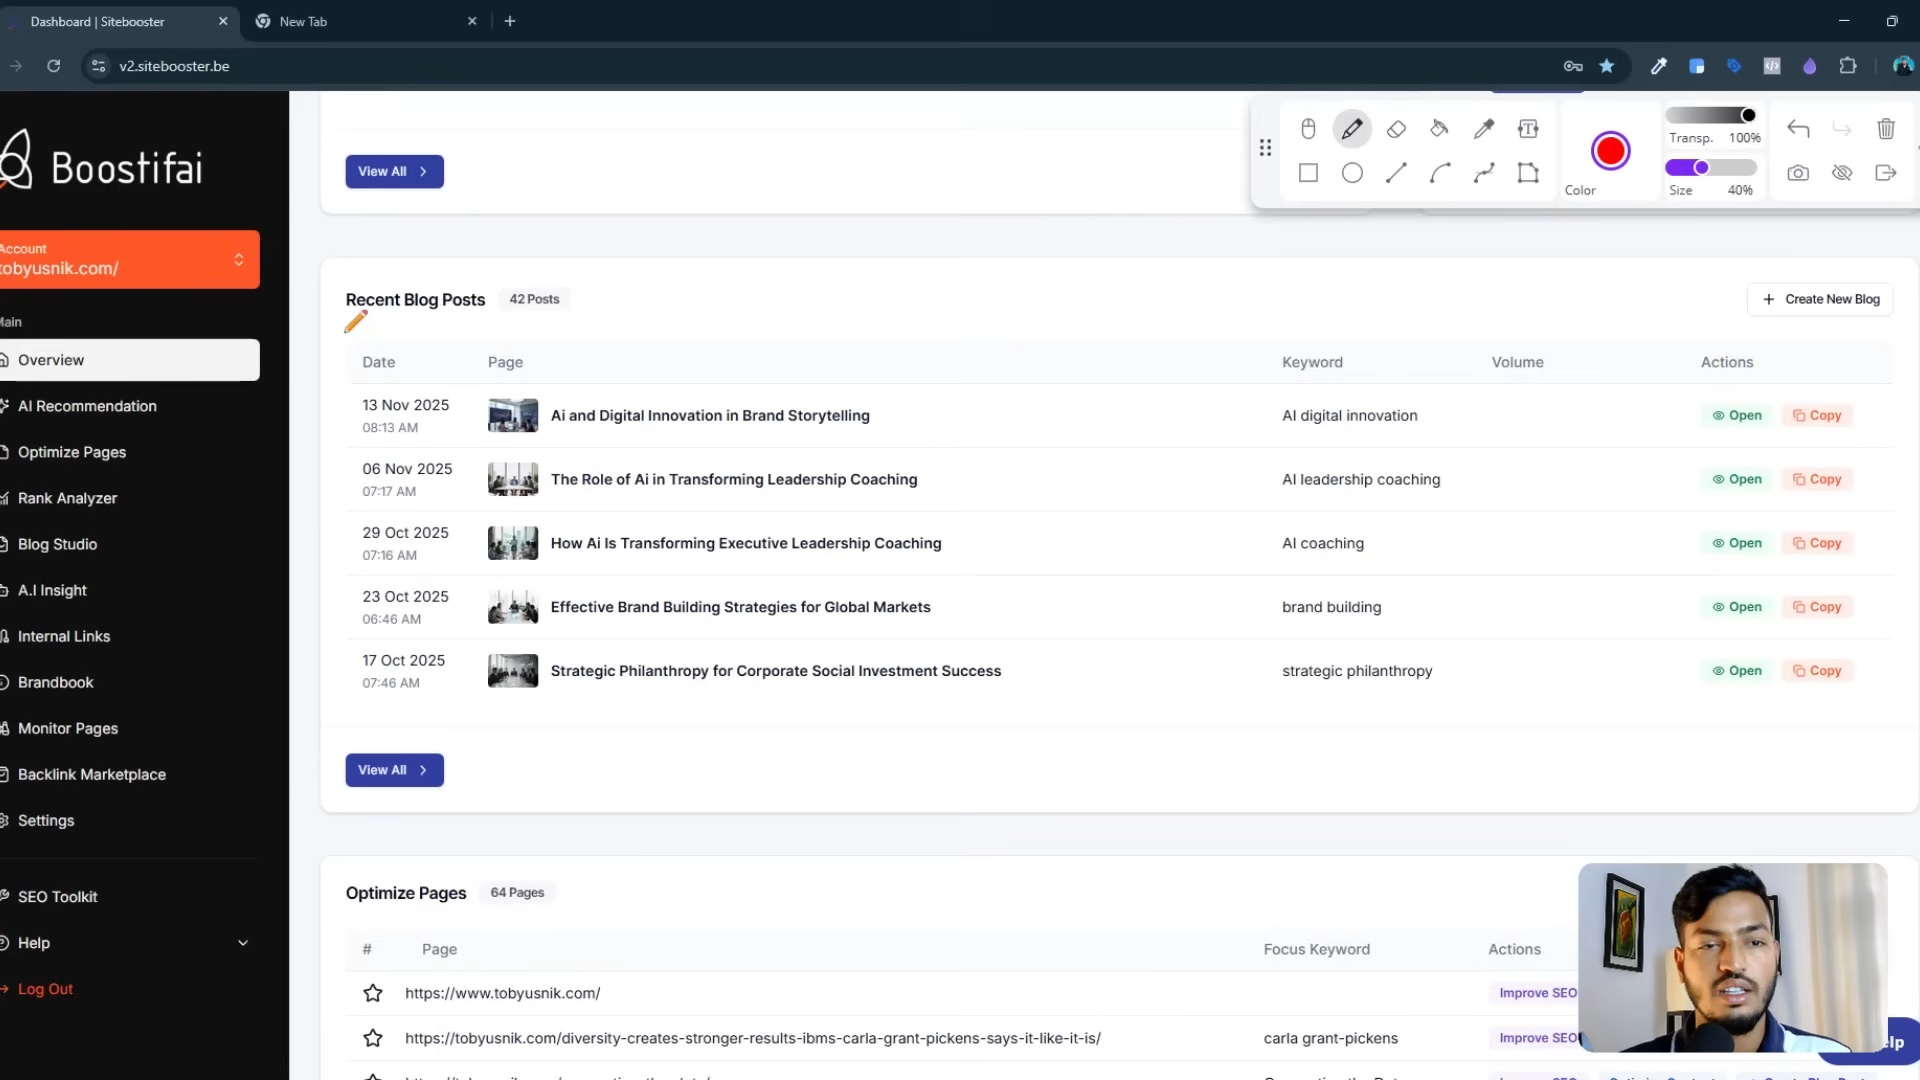 Dashboard | Sitebooster
New Tab
v2.sitebooster.be
Boostifai
Account
tobyusnik.com/
Main
Overview
AI Recommendation
Optimize Pages
Rank Analyzer
Blog Studio
A.I Insight
Internal Links
Brandbook
Monitor Pages
Backlink Marketplace
Settings
SEO Toolkit
Help
Log Out
View All
Transp. 100%
Color
Size 40%
Recent Blog Posts 42 Posts
Create New Blog
Date Page Keyword Volume Actions
13 Nov 2025
08:13 AM
Ai and Digital Innovation in Brand Storytelling
AI digital innovation
Open Copy
06 Nov 2025
07:17 AM
The Role of Ai in Transforming Leadership Coaching
AI leadership coaching
Open Copy
29 Oct 2025
07:16 AM
How Ai Is Transforming Executive Leadership Coaching
AI coaching
Open Copy
23 Oct 2025
06:46 AM
Effective Brand Building Strategies for Global Markets
brand building
Open Copy
17 Oct 2025
07:46 AM
Strategic Philanthropy for Corporate Social Investment Success
strategic philanthropy
Open Copy
View All
Optimize Pages 64 Pages
# Page Focus Keyword Actions
https://www.tobyusnik.com/ Improve SEO
https://tobyusnik.com/diversity-creates-stronger-results-ibms-carla-grant-pickens-says-it-like-it-is/ carla grant-pickens Improve SEO